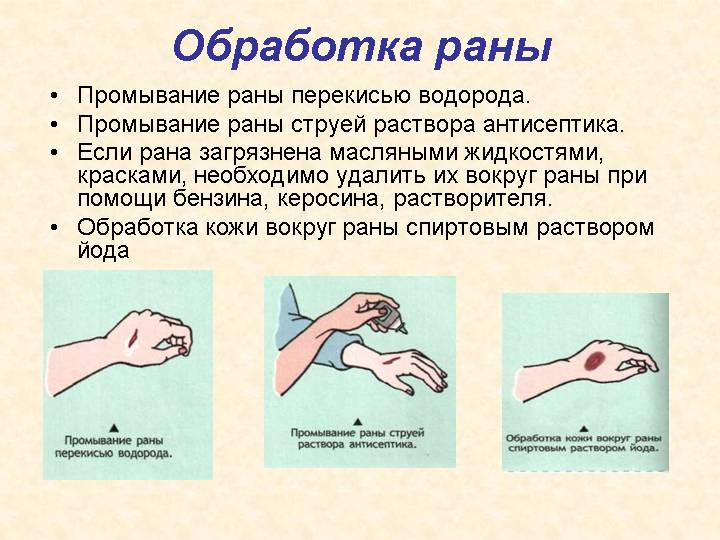 Обработка раны
• Промывание раны перекисью водорода.
• Промывание раны струей раствора антисептика.
• Если рана загрязнена масляными жидкостями,
красками, необходимо удалить их вокруг раны при
помощи бензина, керосина, растворителя.
• Обработка кожи вокруг раны спиртовым раствором
йода
Промывание раны
перекисью водорода.
Промывание раны струей
раствора антисептика.
Обработка кожи вокруг раны
спиртовым раствором йода.